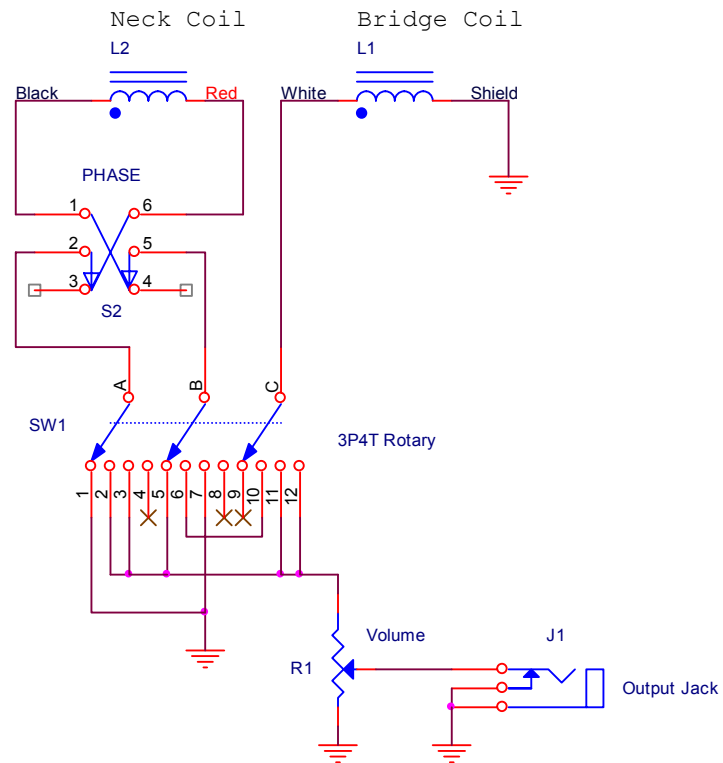 Neck Coil
Bridge Coil
L2
L1
Black
Red
White
Shield
PHASE
1
6
2
5
3
4
S2
A
B
C
SW1
3P4T Rotary
1
2
3
4
5
6
7
8
9
10
11
12
Volume
J1
R1
Output Jack